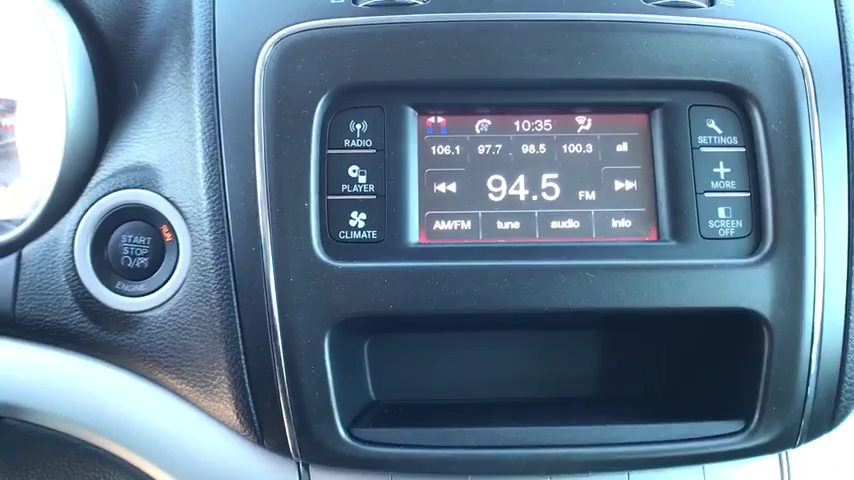 RADIO
PLAYER
CLIMATE
10:35
106.1 97.7 98.5 100.3 all
94.5 FM
AM/FM tune audio info
SETTINGS
MORE
SCREEN
OFF
START
STOP
ENGINE
RUN